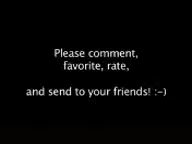 Please comment,
favorite, rate,
and send to your friends! :-)